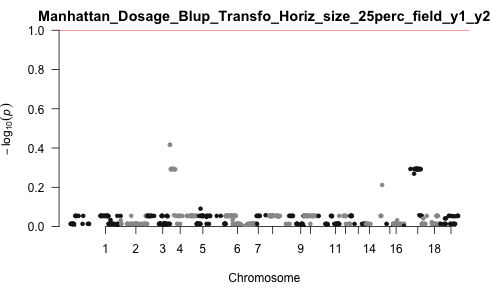 Manhattan_Dosage_Blup_Transfo_Horiz_size_25perc_field_y1_y2
1.0
0.8
0.6
0.4
0.2
0.0
− log10(p)
1 2 3 4 5 6 7 9 11 14 16 18
Chromosome